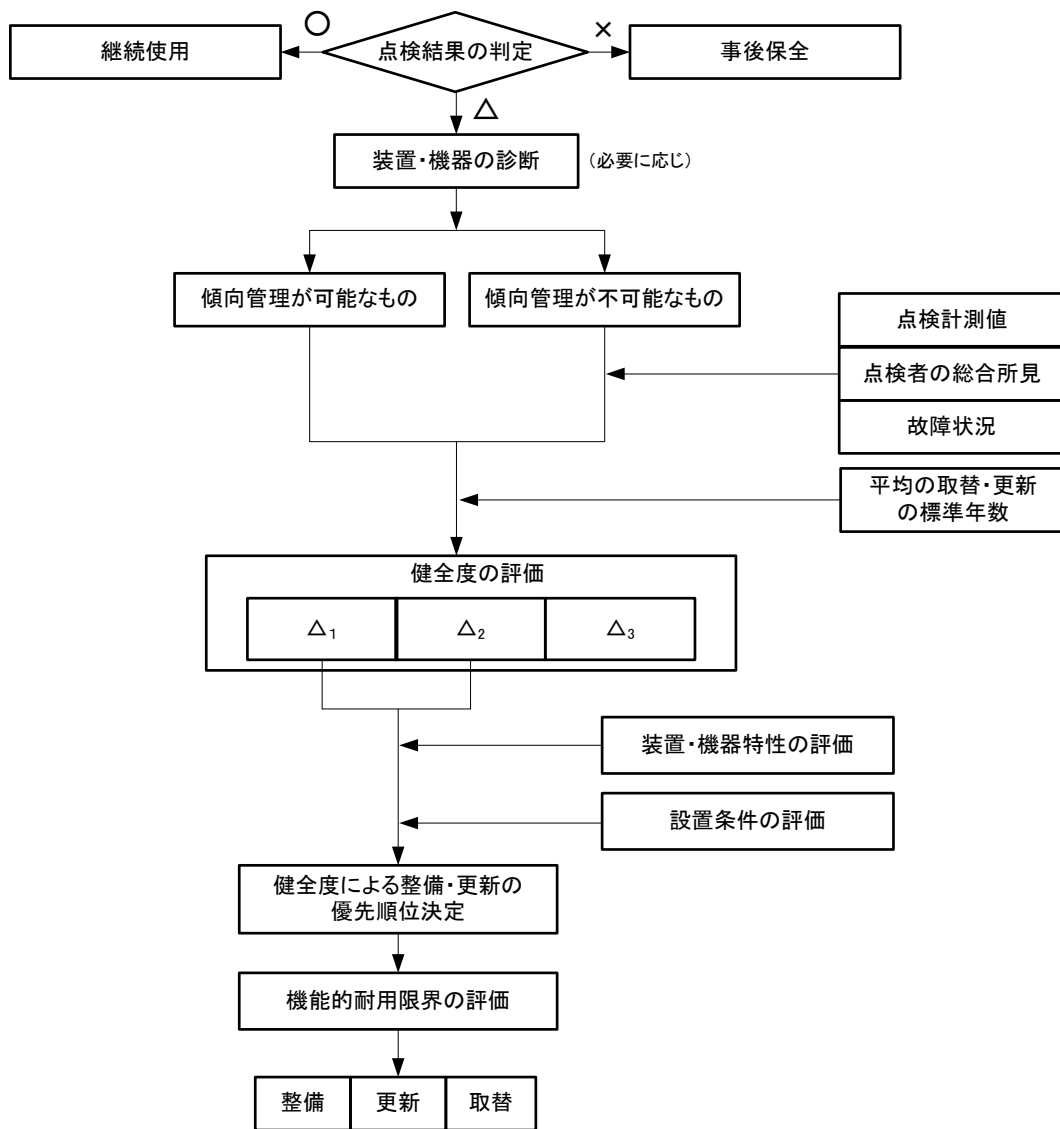 ○
×
継続使用
点検結果の判定
事後保全
△
装置・機器の診断
（必要に応じ）
傾向管理が可能なもの
傾向管理が不可能なもの
点検計測値
点検者の総合所見
故障状況
平均の取替・更新
の標準年数
健全度の評価
△₁
△₂
△₃
装置・機器特性の評価
設置条件の評価
健全度による整備・更新の
優先順位決定
機能的耐用限界の評価
整備
更新
取替